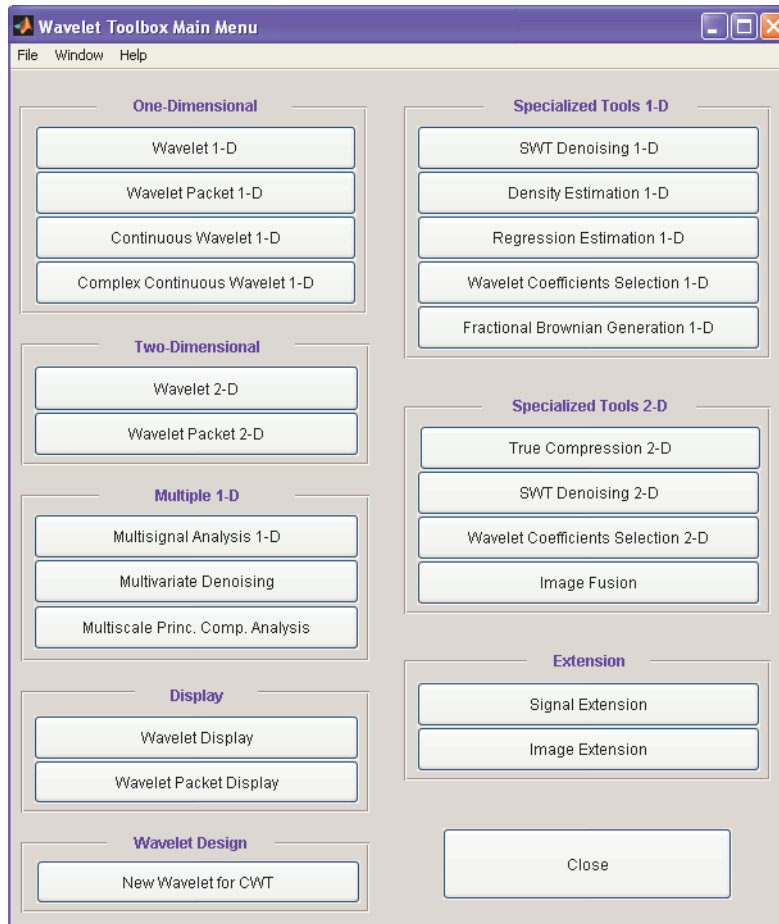 Wavelet Toolbox Main Menu
File Window Help
One-Dimensional
Wavelet 1-D
Wavelet Packet 1-D
Continuous Wavelet 1-D
Complex Continuous Wavelet 1-D
Two-Dimensional
Wavelet 2-D
Wavelet Packet 2-D
Multiple 1-D
Multisignal Analysis 1-D
Multivariate Denoising
Multiscale Princ. Comp. Analysis
Display
Wavelet Display
Wavelet Packet Display
Wavelet Design
New Wavelet for CWT
Specialized Tools 1-D
SWT Denoising 1-D
Density Estimation 1-D
Regression Estimation 1-D
Wavelet Coefficients Selection 1-D
Fractional Brownian Generation 1-D
Specialized Tools 2-D
True Compression 2-D
SWT Denoising 2-D
Wavelet Coefficients Selection 2-D
Image Fusion
Extension
Signal Extension
Image Extension
Close